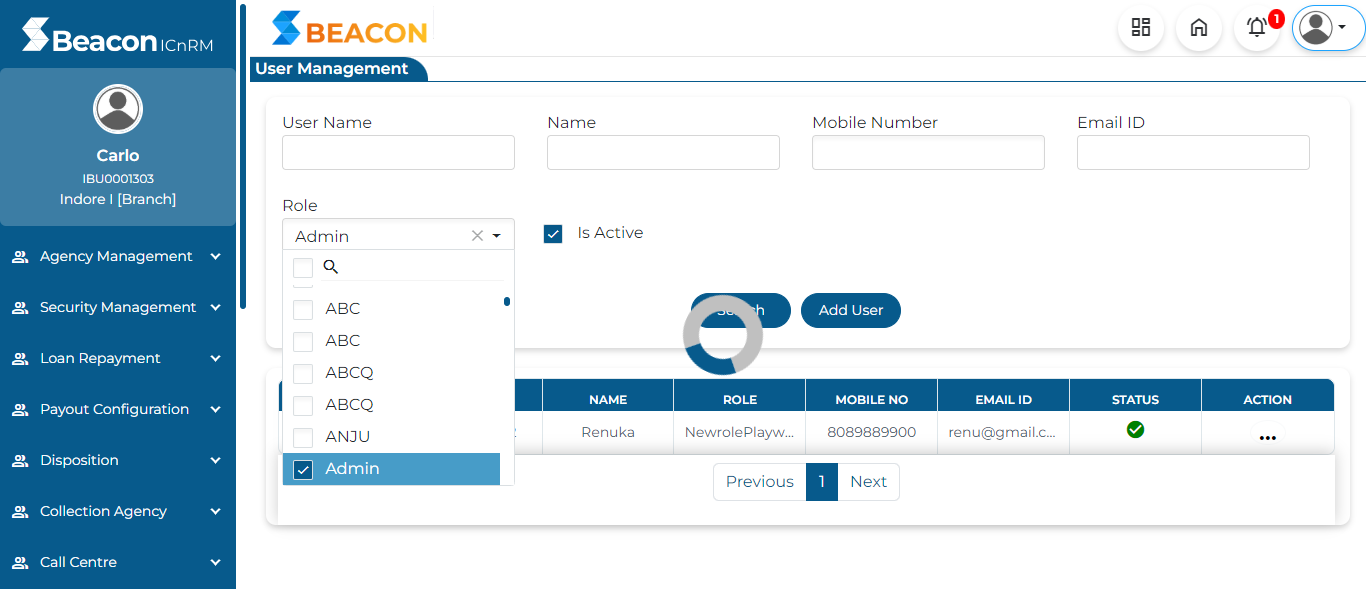 Beacon ICnRM
BEACON
1
User Management
Carlo
IBU0001303
Indore I [Branch]
Agency Management
Security Management
Loan Repayment
Payout Configuration
Disposition
Collection Agency
Call Centre
User Name
Name
Mobile Number
Email ID
Role
Admin
Is Active
ABC
ABC
ABCQ
ABCQ
ANJU
Admin
Add User
NAME ROLE MOBILE NO EMAIL ID STATUS ACTION
Renuka NewrolePlayw... 8089889900 renu@gmail.c... •••
Previous 1 Next